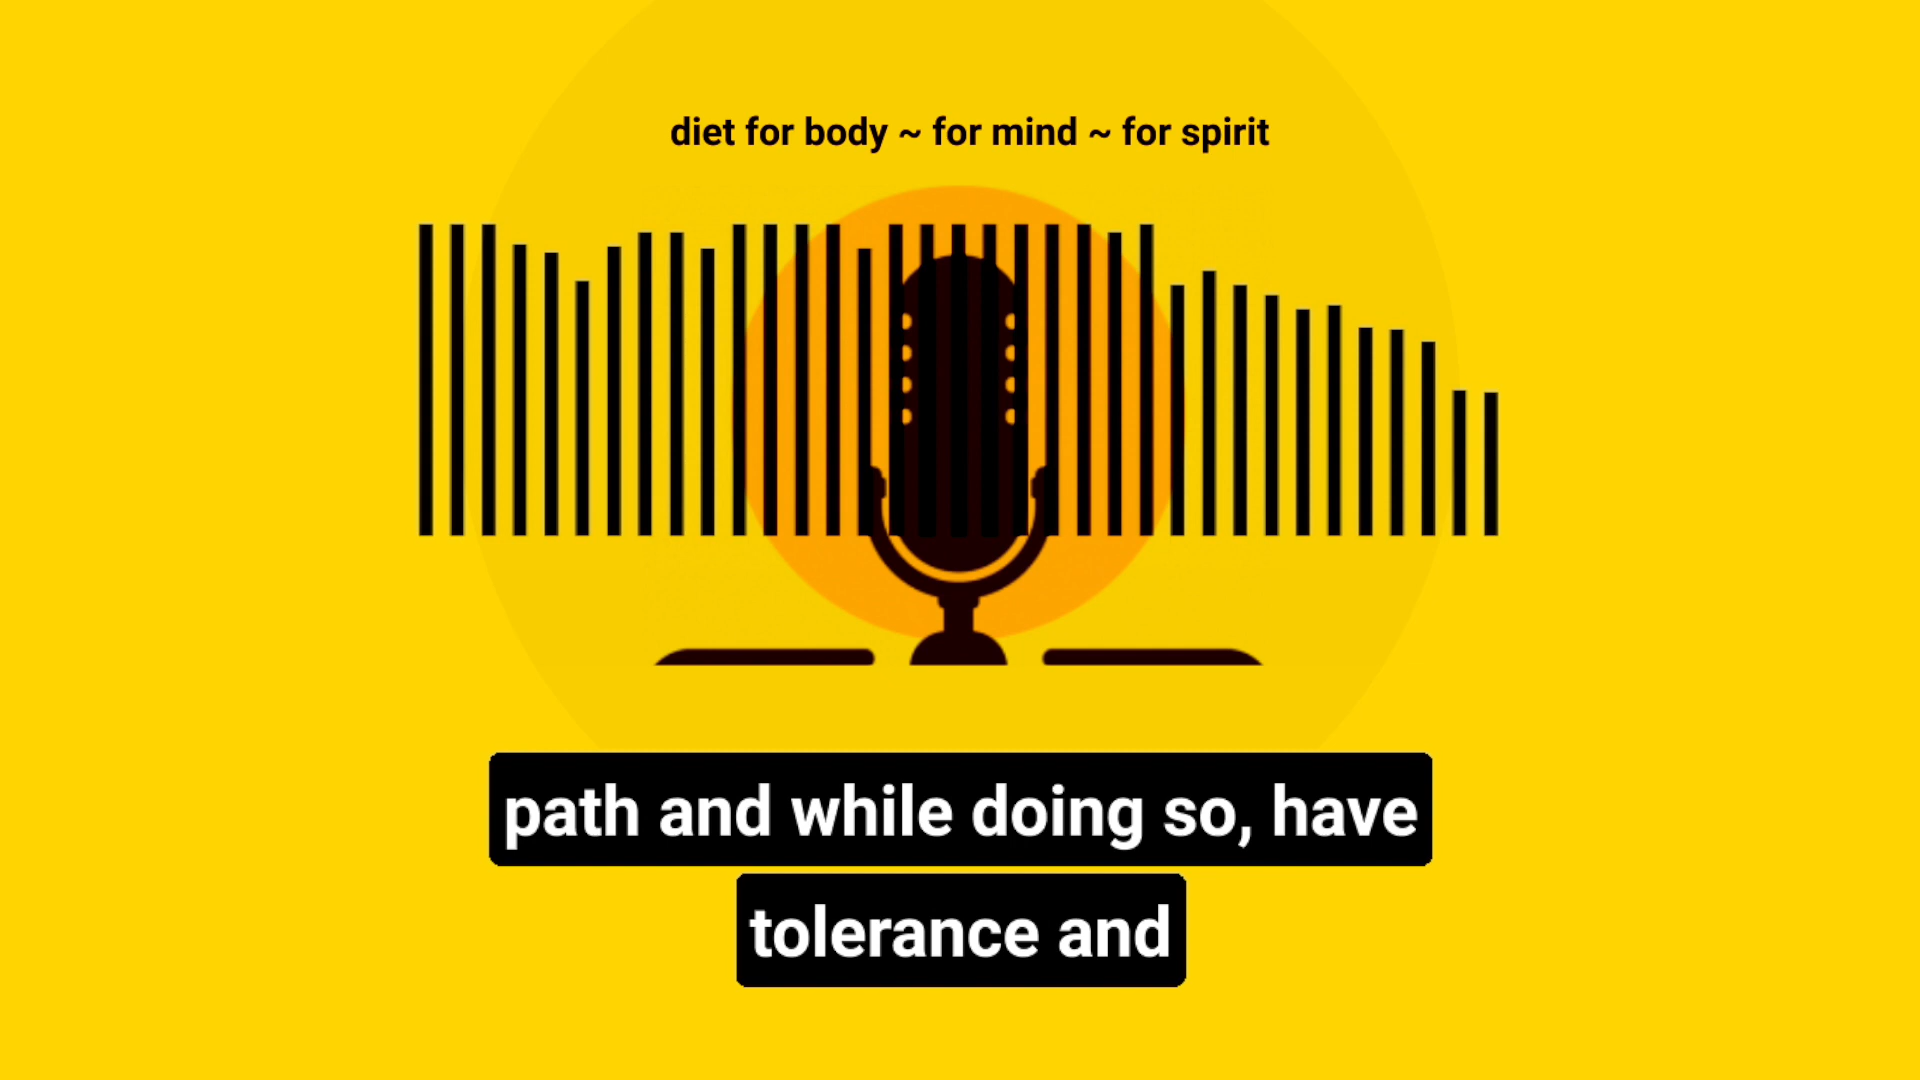 diet for body ~ for mind ~ for spirit
path and while doing so, have
tolerance and